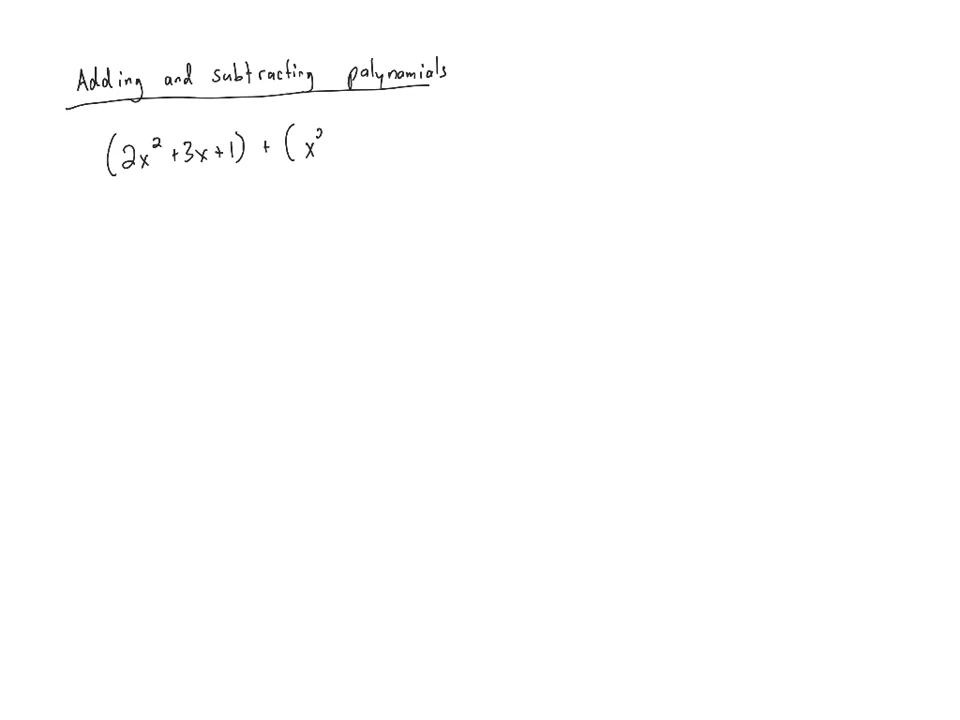 Adding and subtracting polynomials
(2x² + 3x + 1) + (x²